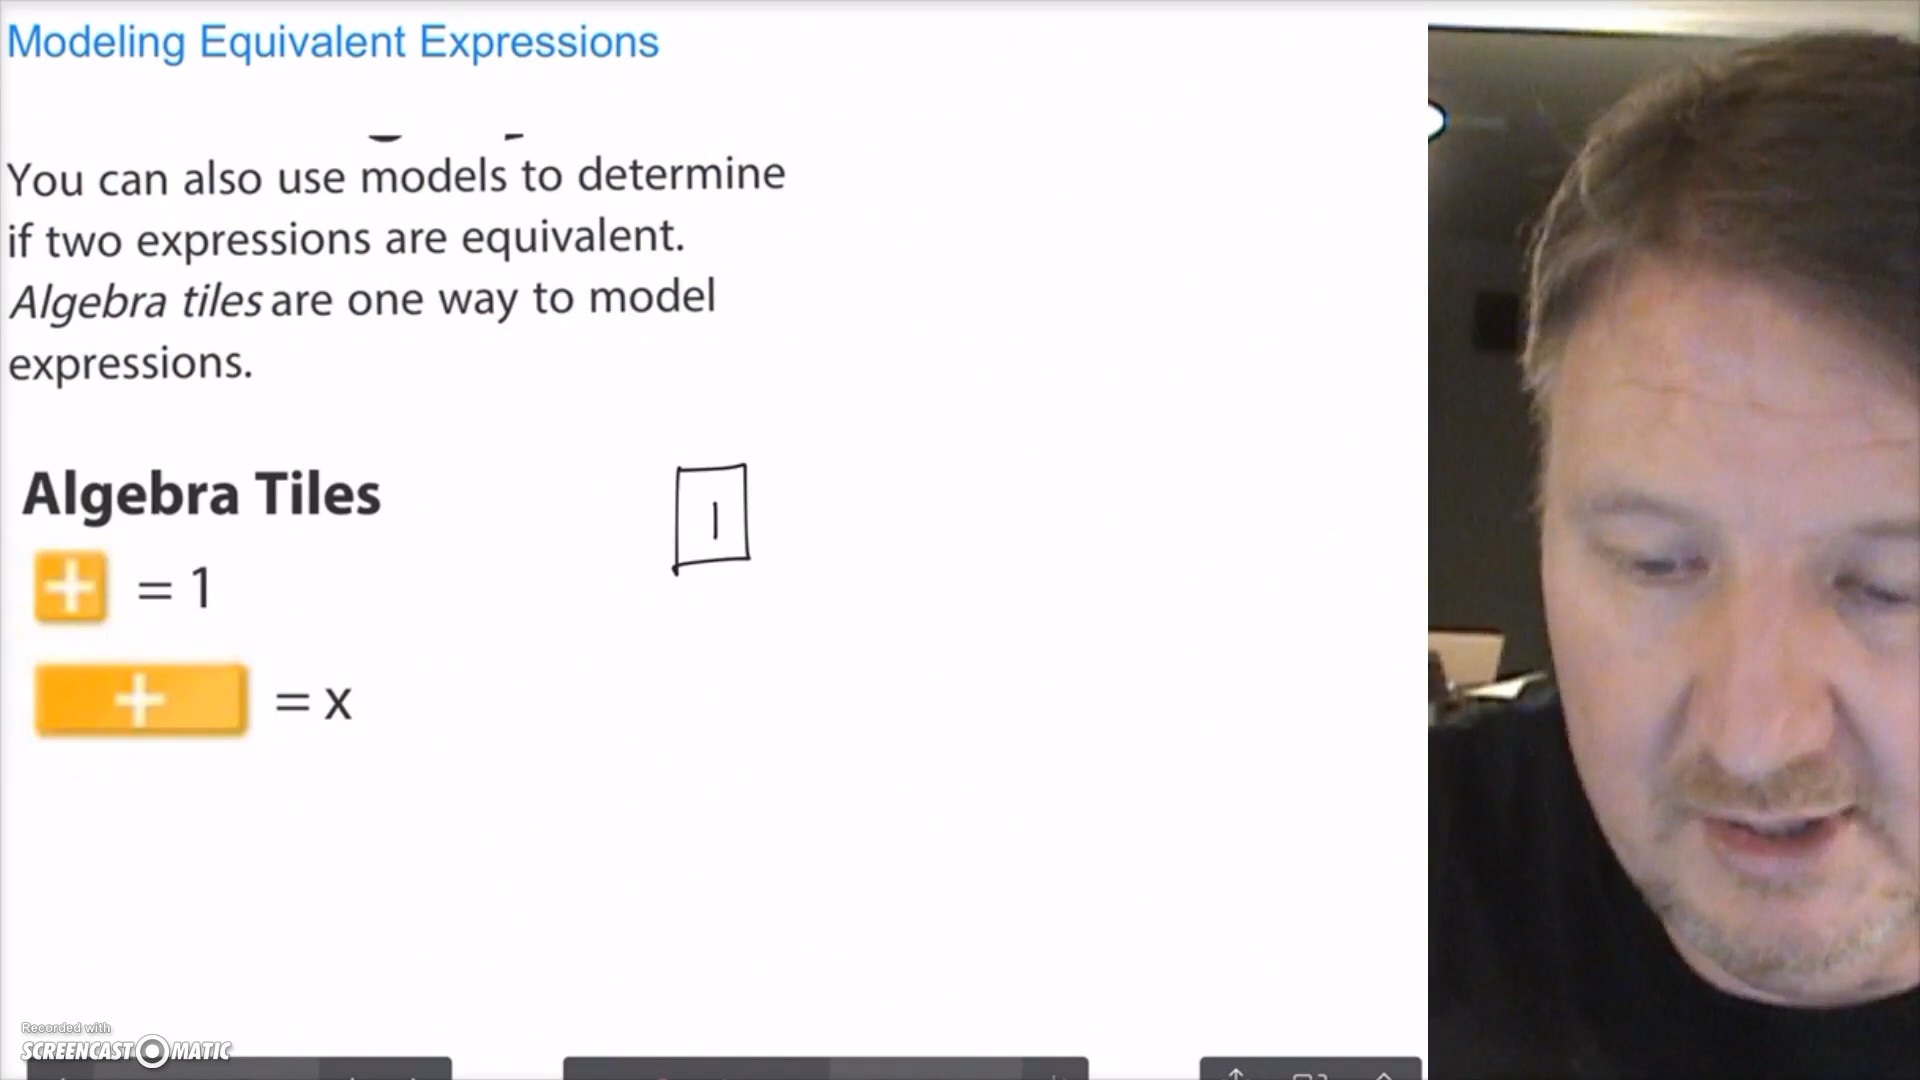 Modeling Equivalent Expressions
You can also use models to determine
if two expressions are equivalent.
Algebra tiles are one way to model
expressions.
Algebra Tiles
+ = 1
1
+ = x
Recorded with
SCREENCAST O MATIC